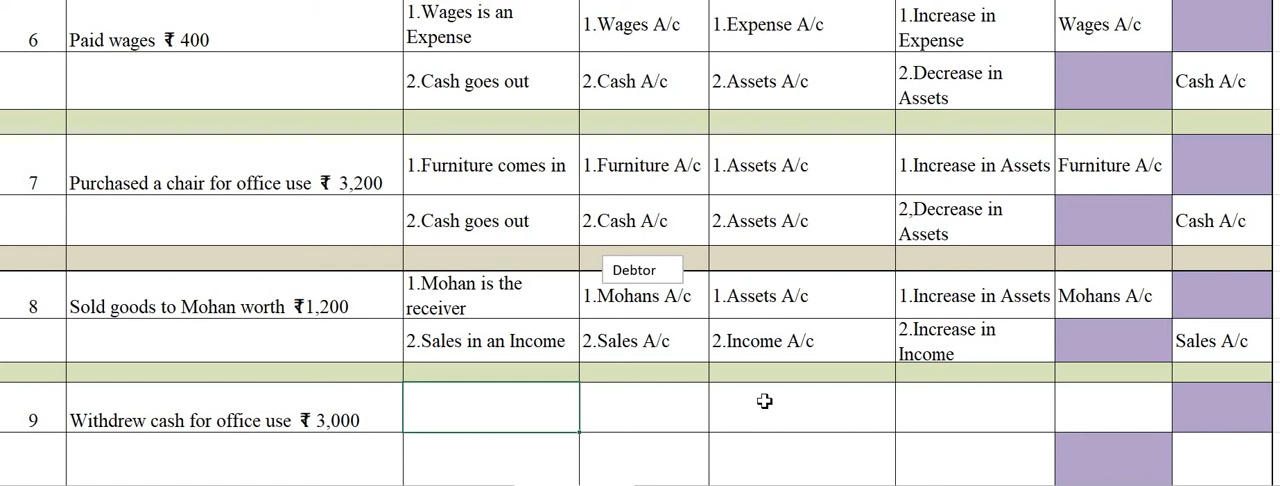 1.Wages is an
Expense
1.Wages A/c
1.Expense A/c
1.Increase in
Expense
Wages A/c
6
Paid wages ₹ 400
2.Cash goes out
2.Cash A/c
2.Assets A/c
2.Decrease in
Assets
Cash A/c
7
Purchased a chair for office use ₹ 3,200
1.Furniture comes in
1.Furniture A/c
1.Assets A/c
1.Increase in Assets
Furniture A/c
2.Cash goes out
2.Cash A/c
2.Assets A/c
2,Decrease in
Assets
Cash A/c
Debtor
8
Sold goods to Mohan worth ₹1,200
1.Mohan is the
receiver
1.Mohans A/c
1.Assets A/c
1.Increase in Assets
Mohans A/c
2.Sales in an Income
2.Sales A/c
2.Income A/c
2.Increase in
Income
Sales A/c
9
Withdrew cash for office use ₹ 3,000